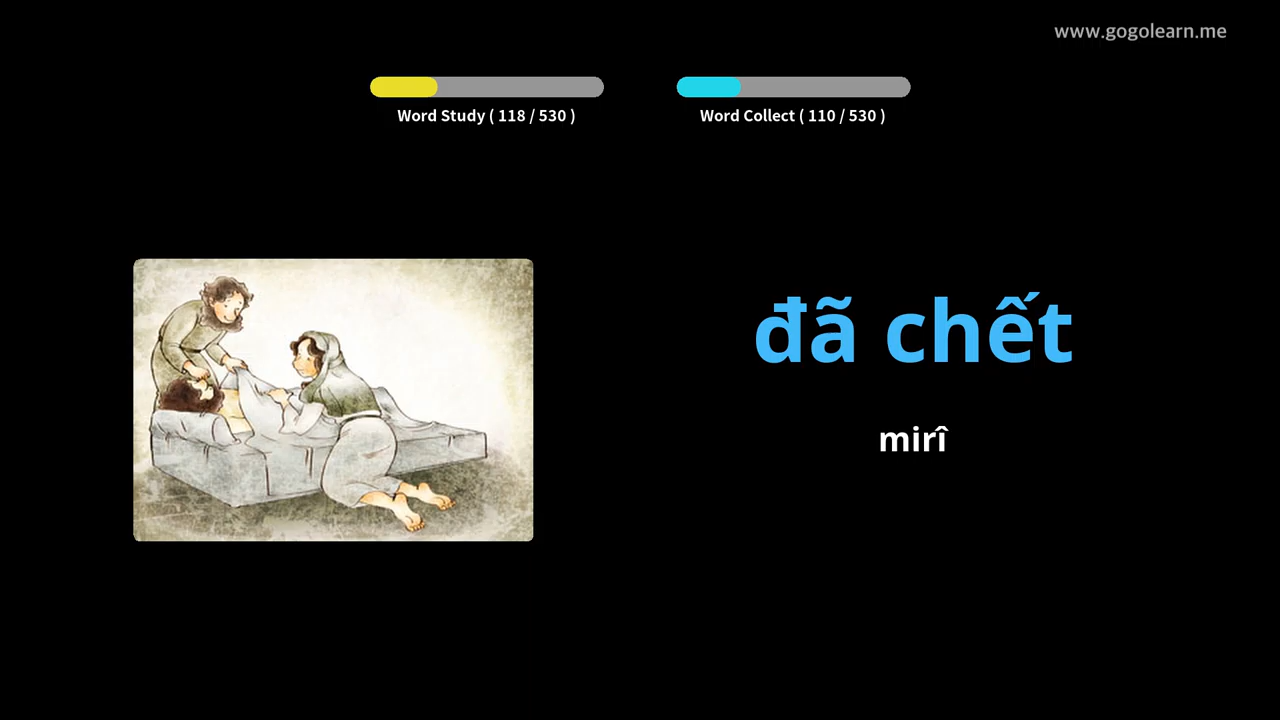 www.gogolearn.me
Word Study ( 118 / 530 )
Word Collect ( 110 / 530 )
đã chết
mirî